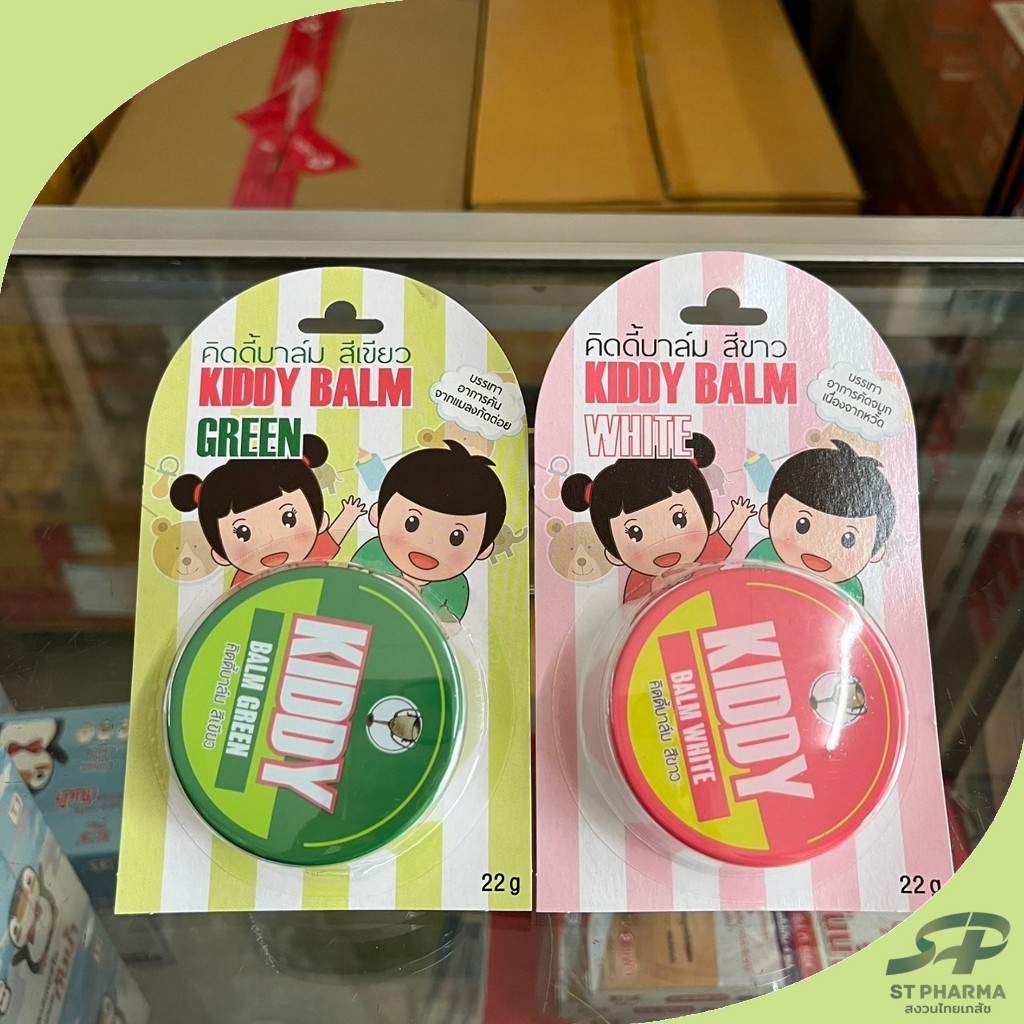 คิดดี้บาล์ม สีเขียว
KIDDY BALM
GREEN
บรรเทา
อาการคัน
จากแมลงกัดต่อย
KIDDY
BALM GREEN
คิดดี้บาล์ม สีเขียว
22 g
คิดดี้บาล์ม สีขาว
KIDDY BALM
WHITE
บรรเทา
อาการคัดจมูก
เนื่องจากหวัด
KIDDY
BALM WHITE
คิดดี้บาล์ม สีขาว
22 g
ST PHARMA
สงวนไทยเภสัช